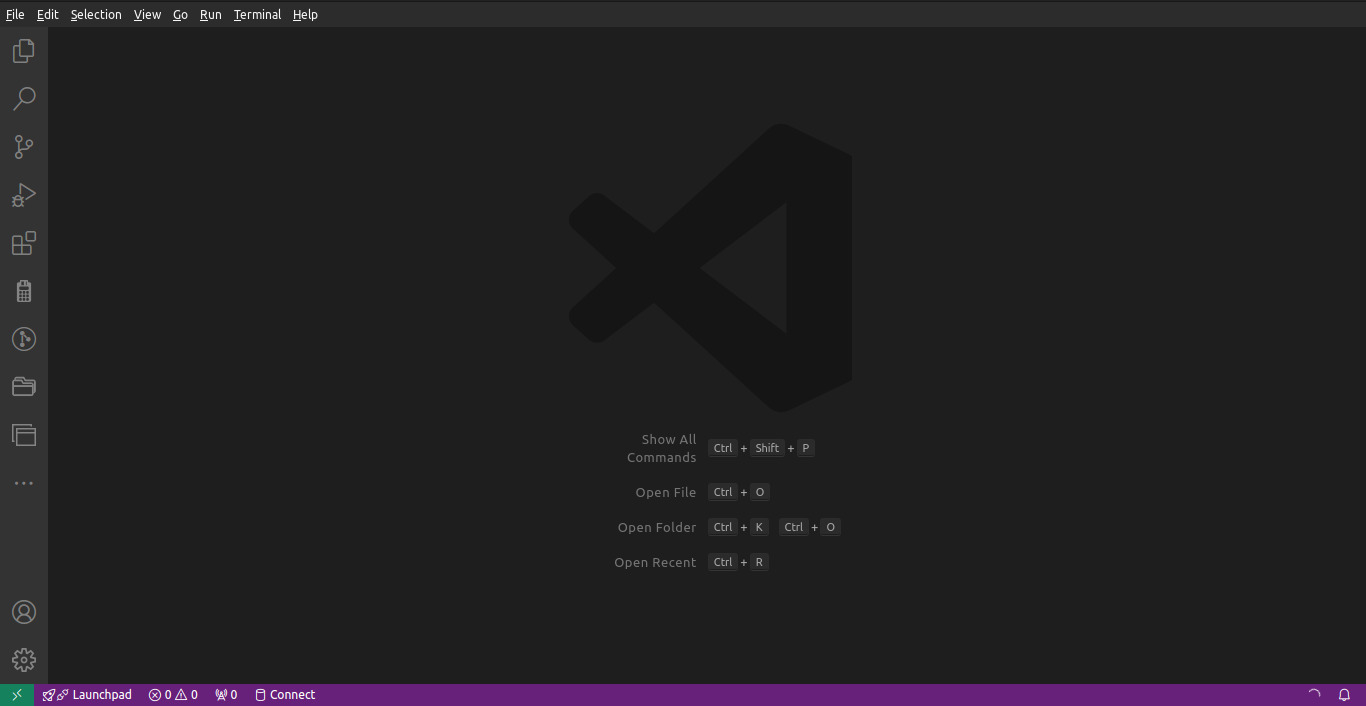 File Edit Selection View Go Run Terminal Help
Show All
Commands Ctrl + Shift + P
Open File Ctrl + O
Open Folder Ctrl + K Ctrl + O
Open Recent Ctrl + R
Launchpad 0 0 0 Connect